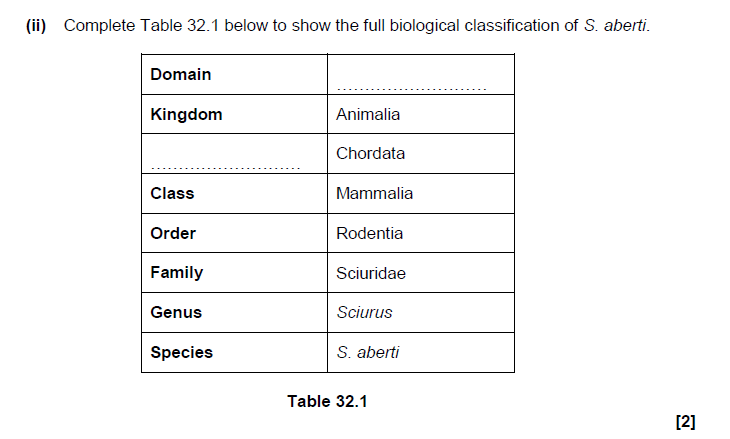 (ii) Complete Table 32.1 below to show the full biological classification of S. aberti.
Domain ...........................
Kingdom Animalia
........................... Chordata
Class Mammalia
Order Rodentia
Family Sciuridae
Genus Sciurus
Species S. aberti
Table 32.1
[2]